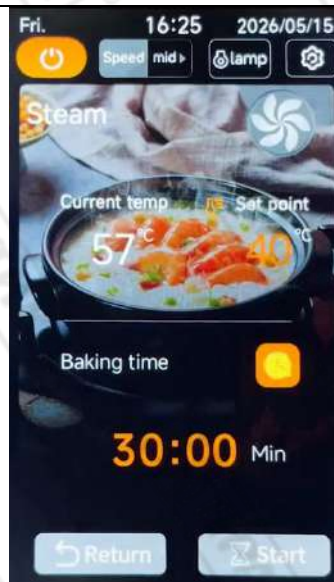 Fri. 16:25 2026/05/15
Speed mid lamp
Steam
Current temp Set point
57 °C 40 °C
Baking time
30:00 Min
Return Start